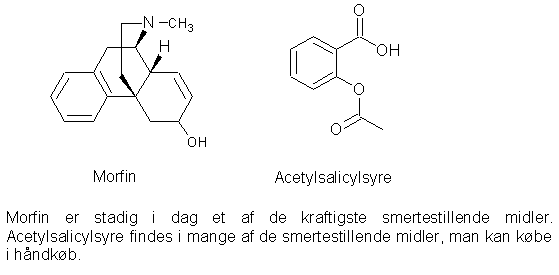 N-CH₃
H
OH
O
OH
O
O
Morfin
Acetylsalicylsyre
Morfin er stadig i dag et af de kraftigste smertestillende midler.
Acetylsalicylsyre findes i mange af de smertestillende midler, man kan købe
i håndkøb.